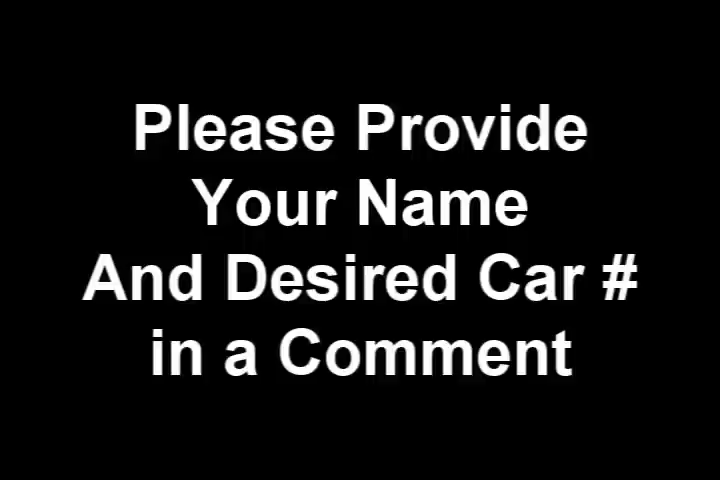 Please Provide
Your Name
And Desired Car #
in a Comment